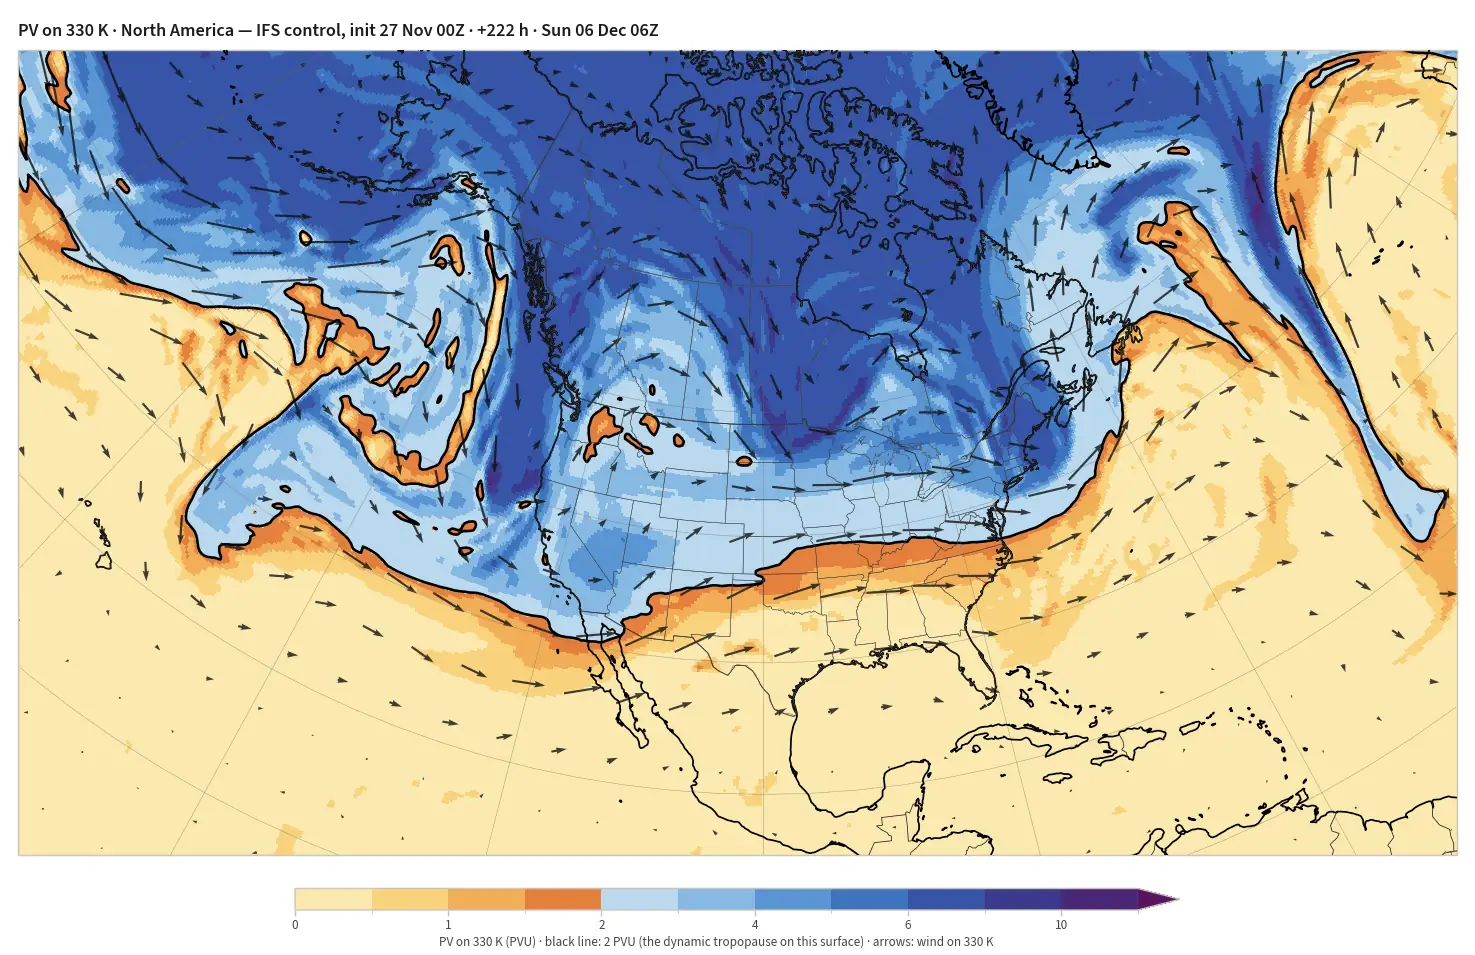 PV on 330 K · North America — IFS control, init 27 Nov 00Z · +222 h · Sun 06 Dec 06Z
0 1 2 4 6 10
PV on 330 K (PVU) · black line: 2 PVU (the dynamic tropopause on this surface) · arrows: wind on 330 K